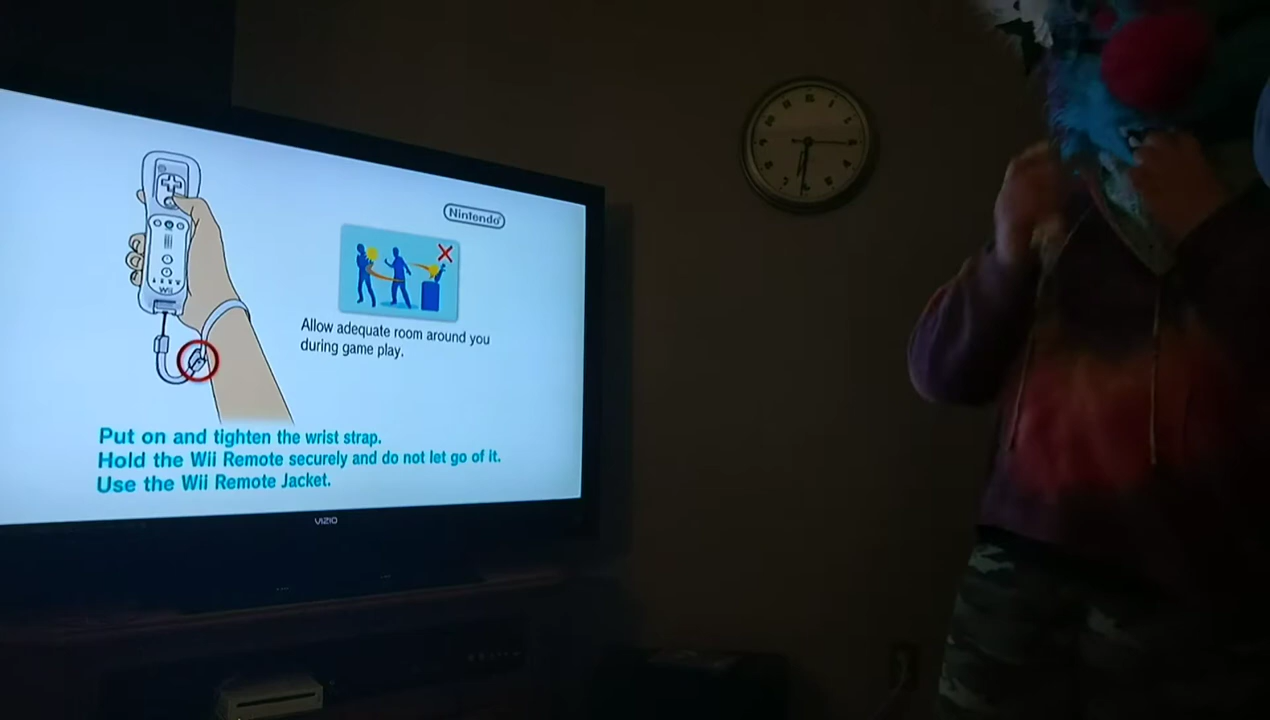 Nintendo
Wii
Allow adequate room around you
during game play.
Put on and tighten the wrist strap.
Hold the Wii Remote securely and do not let go of it.
Use the Wii Remote Jacket.
VIZIO